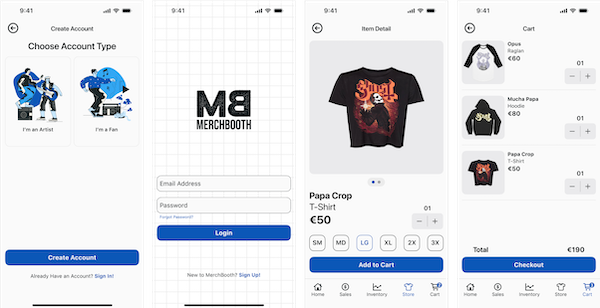 9:41
Create Account
Choose Account Type
I'm an Artist
I'm a Fan
Create Account
Already Have an Account? Sign In!
9:41
MB
MERCHBOOTH
Email Address
Password
Forgot Password?
Login
New to MerchBooth? Sign Up!
9:41
Item Detail
Ghost
Papa Crop
T-Shirt
€50
01
SM
MD
LG
XL
2X
3X
Add to Cart
Home
Sales
Inventory
Store
Cart
9:41
Cart
Opus
Raglan
€60
01
Mucha Papa
Hoodie
€80
01
Papa Crop
T-Shirt
€50
01
Total
€190
Checkout
Home
Sales
Inventory
Store
Cart